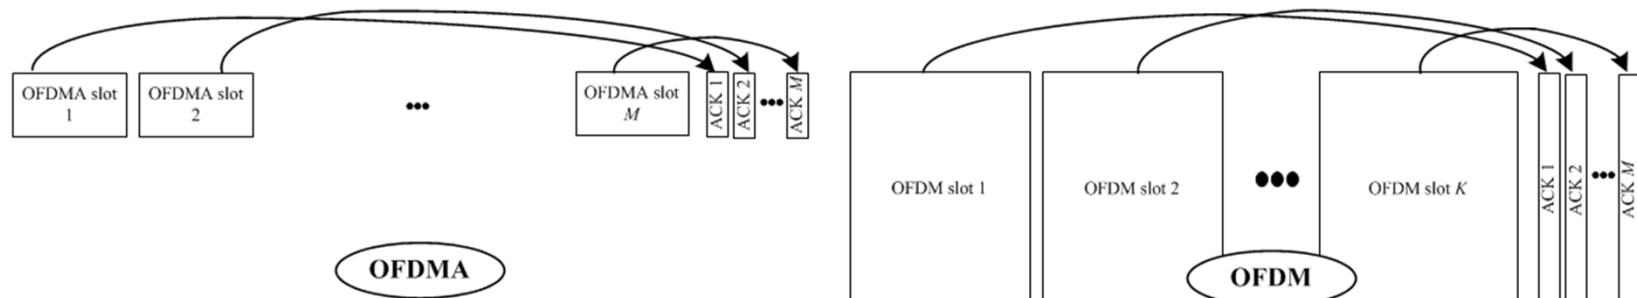 OFDMA slot
1
OFDMA slot
2
OFDMA slot
M
ACK 1
ACK 2
ACK M
OFDMA
OFDM slot 1
OFDM slot 2
OFDM slot K
ACK 1
ACK 2
ACK M
OFDM